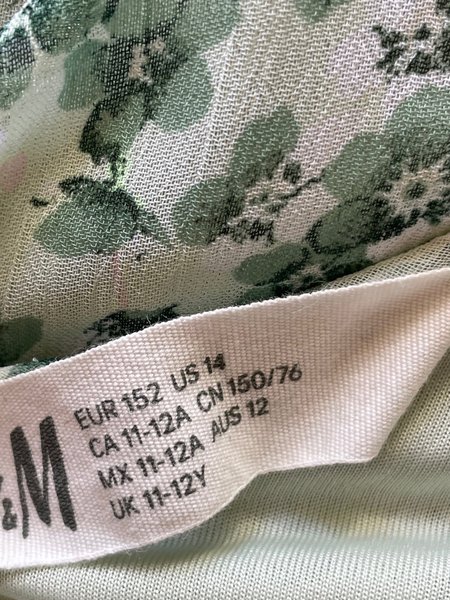 &M
EUR 152 US 14
CA 11-12A CN 150/76
MX 11-12A AUS 12
UK 11-12Y